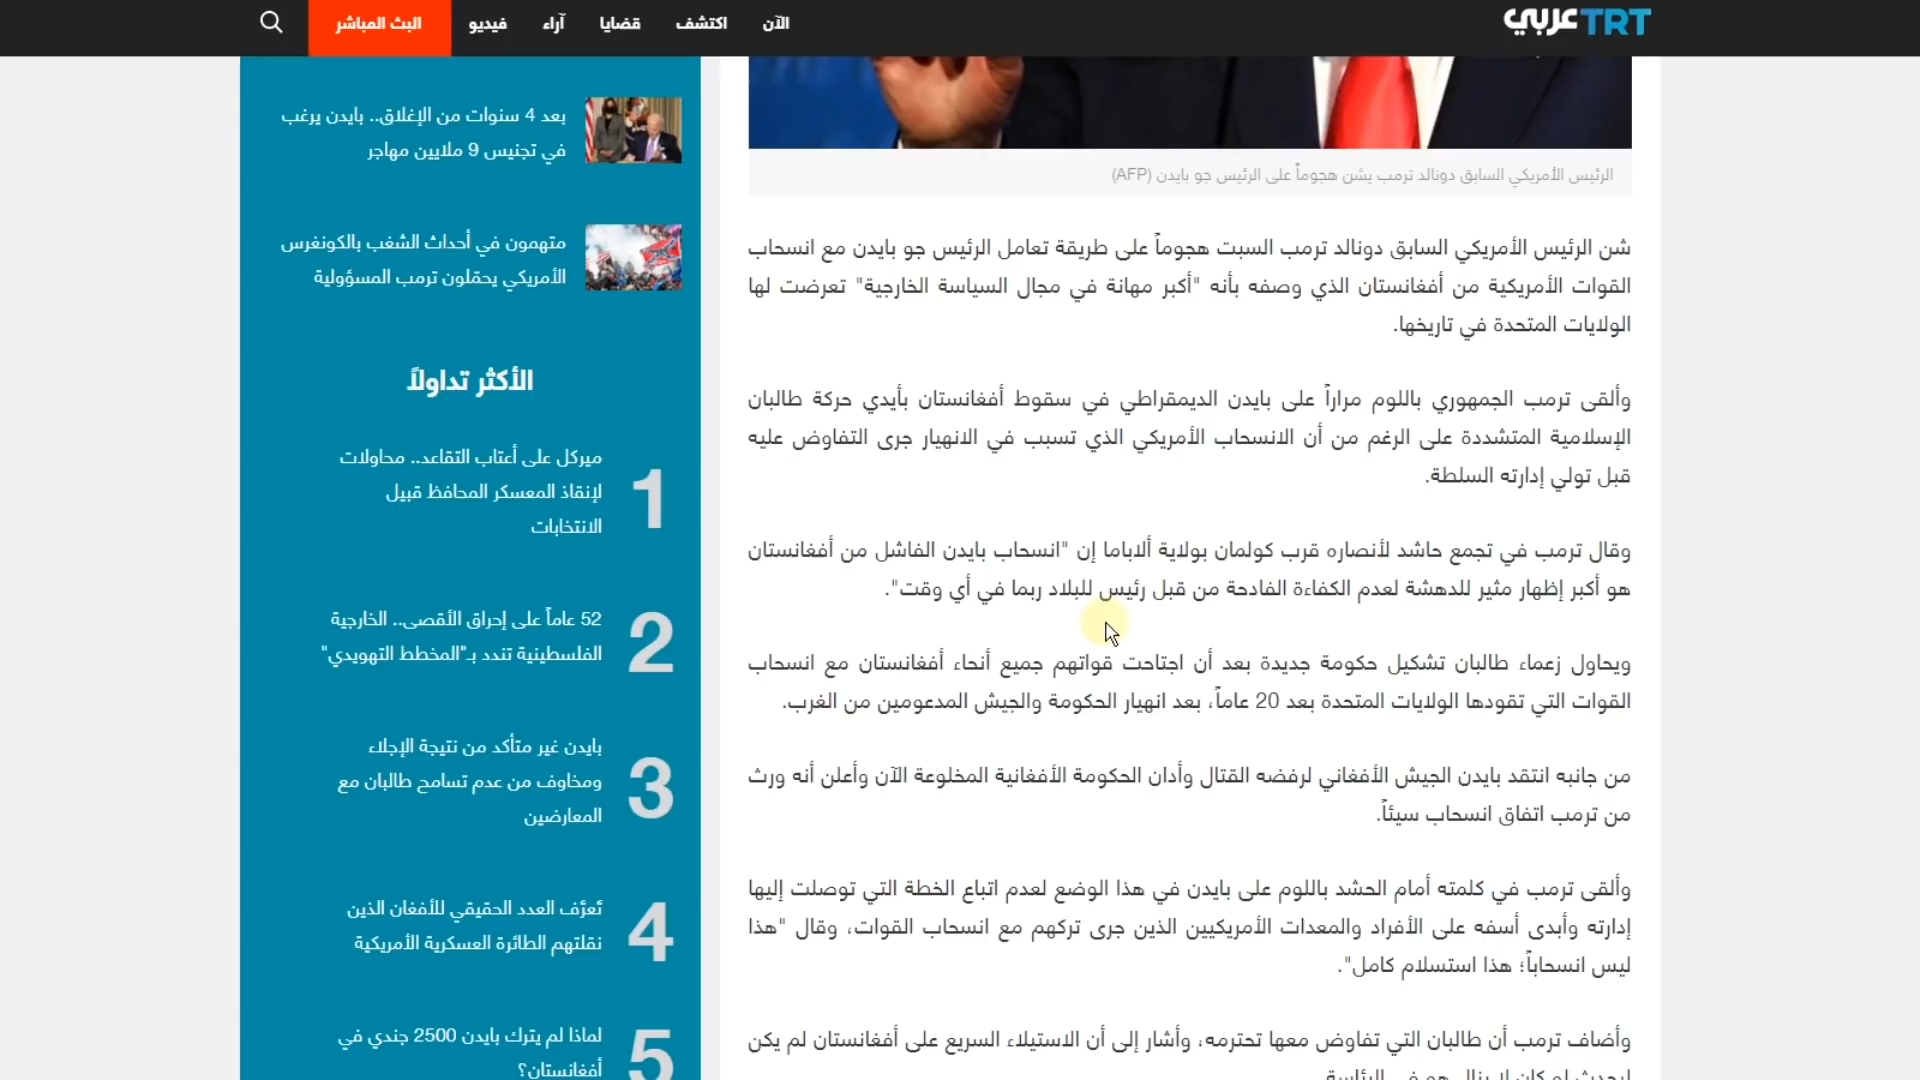 TRT عربي
الآن
اكتشف
قضايا
آراء
فيديو
البث المباشر
الرئيس الأمريكي السابق دونالد ترمب يشن هجوماً على الرئيس جو بايدن (AFP)
شن الرئيس الأمريكي السابق دونالد ترمب السبت هجوماً على طريقة تعامل الرئيس جو بايدن مع انسحاب
القوات الأمريكية من أفغانستان الذي وصفه بأنه "أكبر مهانة في مجال السياسة الخارجية" تعرضت لها
الولايات المتحدة في تاريخها.
وألقى ترمب الجمهوري باللوم مراراً على بايدن الديمقراطي في سقوط أفغانستان بأيدي حركة طالبان
الإسلامية المتشددة على الرغم من أن الانسحاب الأمريكي الذي تسبب في الانهيار جرى التفاوض عليه
قبل تولي إدارته السلطة.
وقال ترمب في تجمع حاشد لأنصاره قرب كولمان بولاية ألاباما إن "انسحاب بايدن الفاشل من أفغانستان
هو أكبر إظهار مثير للدهشة لعدم الكفاءة الفادحة من قبل رئيس للبلاد ربما في أي وقت".
ويحاول زعماء طالبان تشكيل حكومة جديدة بعد أن اجتاحت قواتهم جميع أنحاء أفغانستان مع انسحاب
القوات التي تقودها الولايات المتحدة بعد 20 عاماً، بعد انهيار الحكومة والجيش المدعومين من الغرب.
من جانبه انتقد بايدن الجيش الأفغاني لرفضه القتال وأدان الحكومة الأفغانية المخلوعة الآن وأعلن أنه ورث
من ترمب اتفاق انسحاب سيئاً.
وألقى ترمب في كلمته أمام الحشد باللوم على بايدن في هذا الوضع لعدم اتباع الخطة التي توصلت إليها
إدارته وأبدى أسفه على الأفراد والمعدات الأمريكيين الذين جرى تركهم مع انسحاب القوات، وقال "هذا
ليس انسحاباً؛ هذا استسلام كامل".
وأضاف ترمب أن طالبان التي تفاوض معها تحترمه، وأشار إلى أن الاستيلاء السريع على أفغانستان لم يكن
ليحدث لو كان لا يزال هو في الرئاسة.
بعد 4 سنوات من الإغلاق.. بايدن يرغب
في تجنيس 9 ملايين مهاجر
متهمون في أحداث الشغب بالكونغرس
الأمريكي يحمّلون ترمب المسؤولية
الأكثر تداولاً
1
ميركل على أعتاب التقاعد.. محاولات
لإنقاذ المعسكر المحافظ قبيل
الانتخابات
2
52 عاماً على إحراق الأقصى.. الخارجية
الفلسطينية تندد بـ"المخطط التهويدي"
3
بايدن غير متأكد من نتيجة الإجلاء
ومخاوف من عدم تسامح طالبان مع
المعارضين
4
تَعرّف العدد الحقيقي للأفغان الذين
نقلتهم الطائرة العسكرية الأمريكية
5
لماذا لم يترك بايدن 2500 جندي في
أفغانستان؟